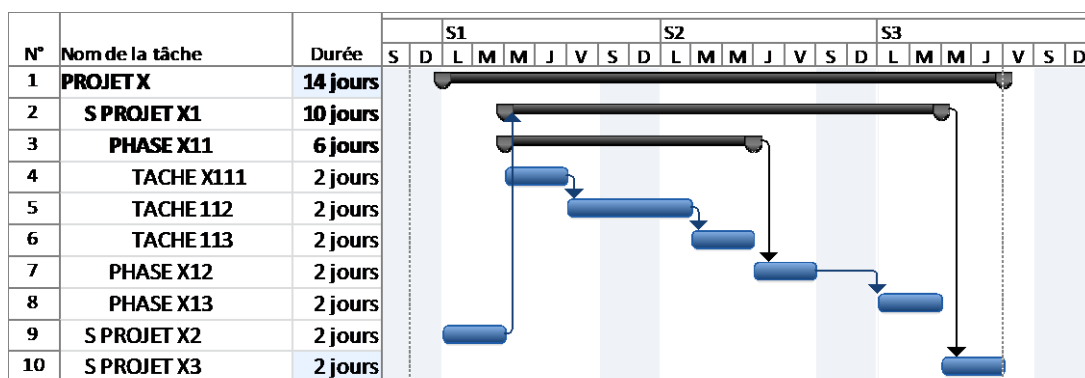 S1 S2 S3
N° Nom de la tâche Durée S D L M M J V S D L M M J V S D L M M J V S D
1 PROJET X 14 jours
2 S PROJET X1 10 jours
3 PHASE X11 6 jours
4 TACHE X111 2 jours
5 TACHE 112 2 jours
6 TACHE 113 2 jours
7 PHASE X12 2 jours
8 PHASE X13 2 jours
9 S PROJET X2 2 jours
10 S PROJET X3 2 jours